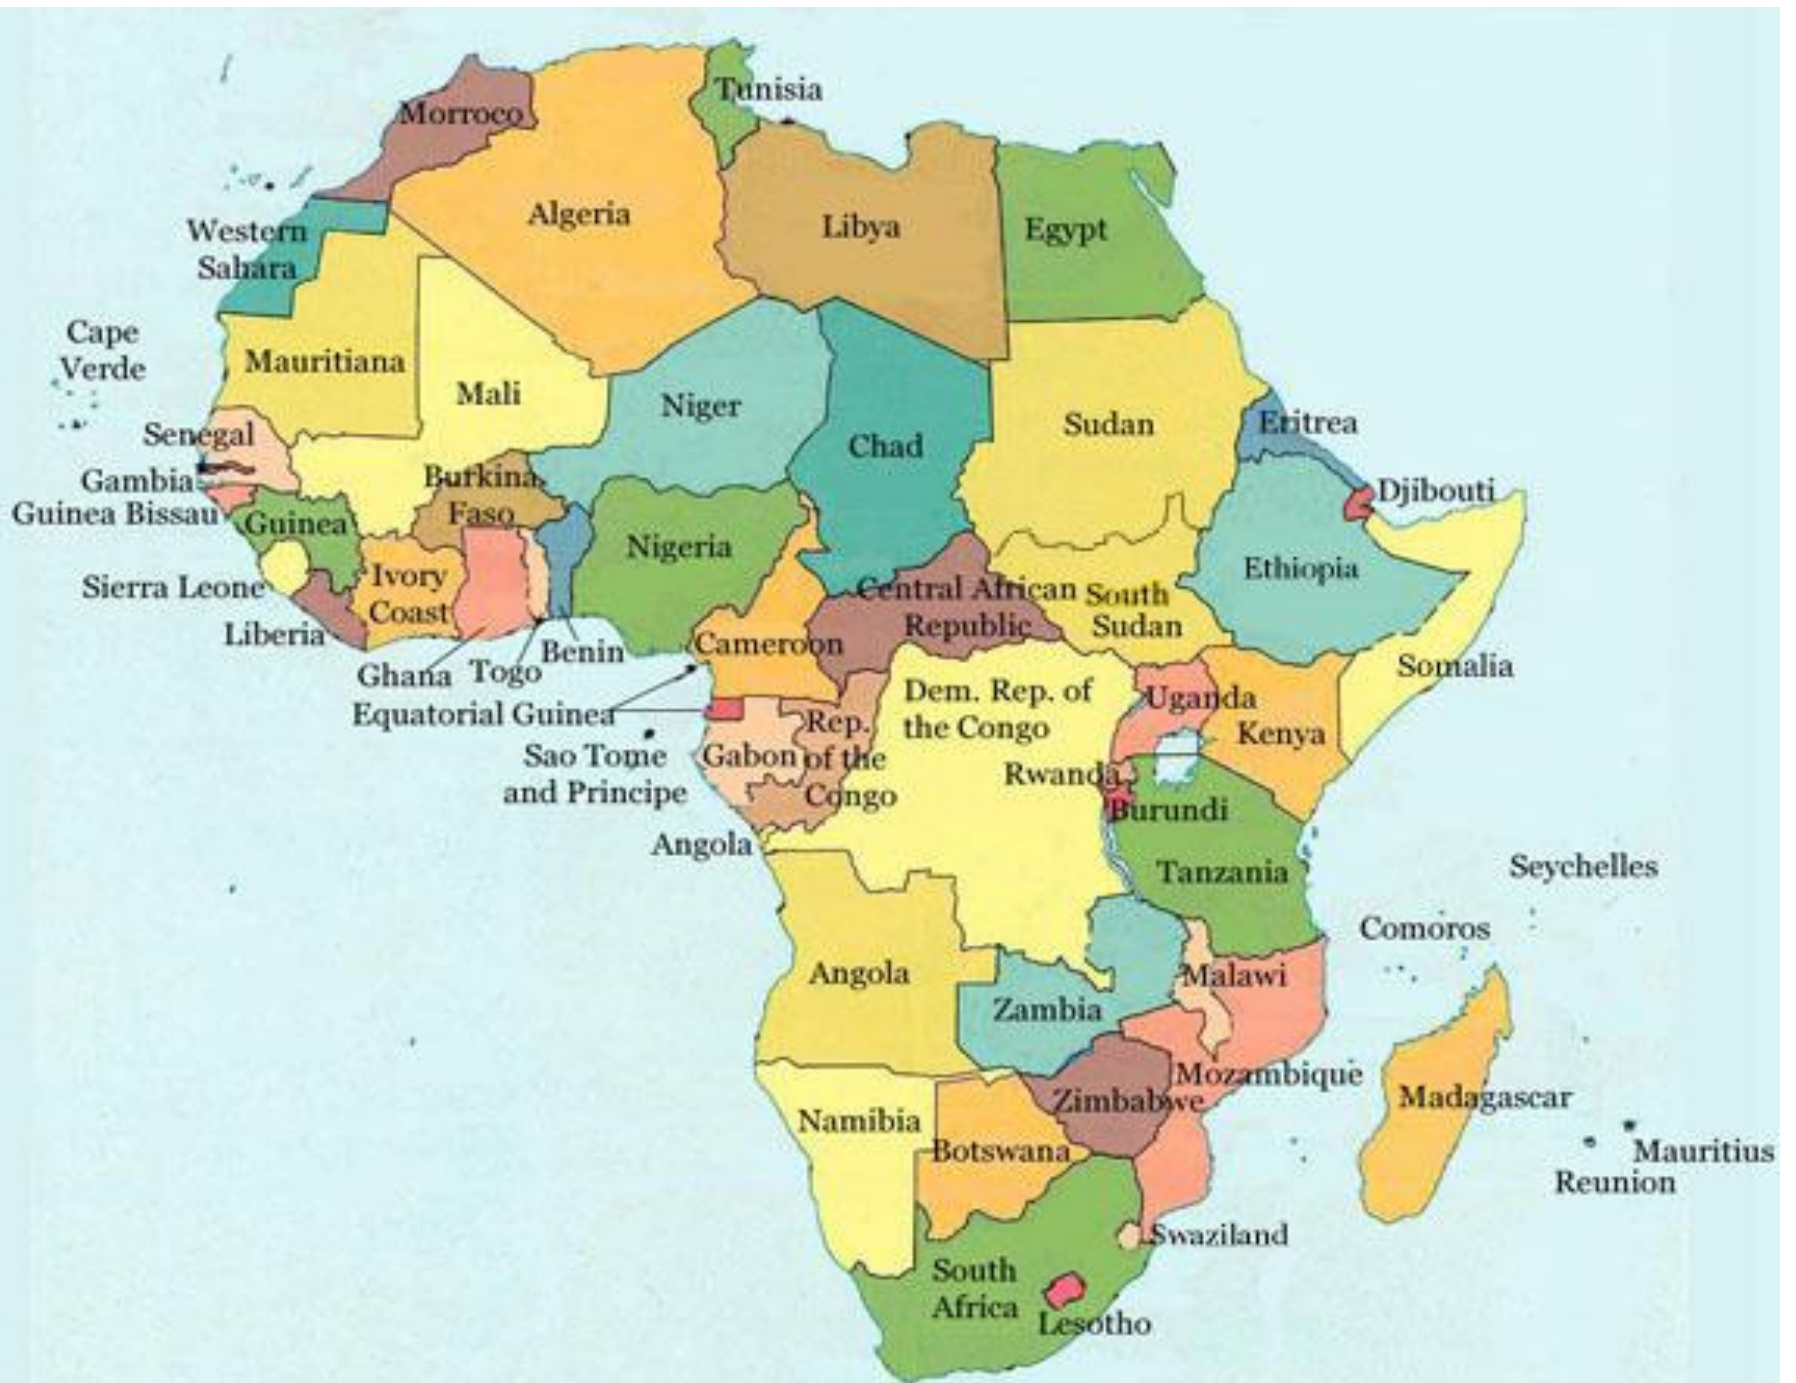 Tunisia
Morroco
Algeria
Libya
Egypt
Western
Sahara
Cape
Verde
Mauritiana
Mali
Niger
Chad
Sudan
Eritrea
Senegal
Gambia
Guinea Bissau
Burkina
Faso
Djibouti
Guinea
Nigeria
Ethiopia
Sierra Leone
Ivory
Coast
Central African
Republic
South
Sudan
Liberia
Ghana
Togo
Benin
Cameroon
Somalia
Equatorial Guinea
Sao Tome
and Principe
Gabon
Rep.
of the
Congo
Dem. Rep. of
the Congo
Uganda
Kenya
Rwanda
Burundi
Angola
Tanzania
Seychelles
Comoros
Angola
Zambia
Malawi
Mozambique
Zimbabwe
Madagascar
Namibia
Botswana
Mauritius
Reunion
Swaziland
South
Africa
Lesotho